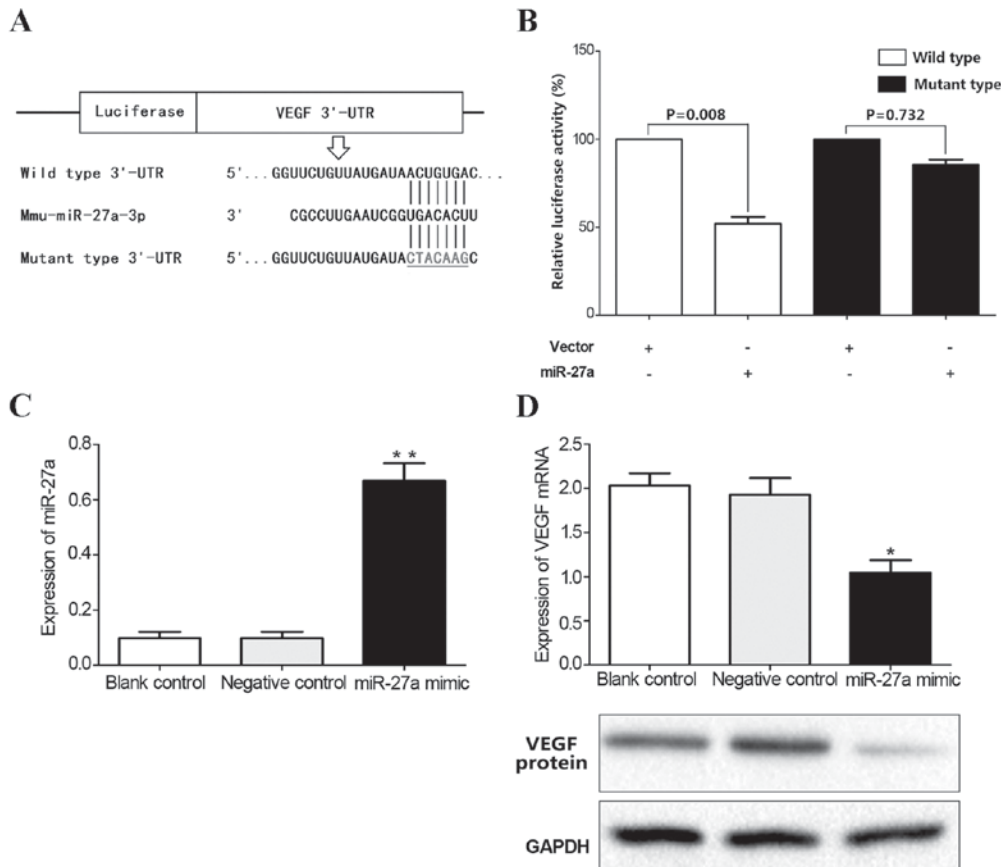 A
Luciferase VEGF 3'-UTR
Wild type 3'-UTR 5'... GGUUCUGUUAUGAUAACUGUGAC...
Mmu-miR-27a-3p 3' CGCCUUGAAUCGGUGACACUU
Mutant type 3'-UTR 5'... GGUUCUGUUAUGAUACTACAAGC
B
Wild type
Mutant type
P=0.008
P=0.732
Relative luciferase activity (%)
150
100
50
0
Vector + - + -
miR-27a - + - +
C
Expression of miR-27a
0.8
0.6
0.4
0.2
0.0
**
Blank control Negative control miR-27a mimic
D
Expression of VEGF mRNA
2.5
2.0
1.5
1.0
0.5
0.0
*
Blank control Negative control miR-27a mimic
VEGF
protein
GAPDH